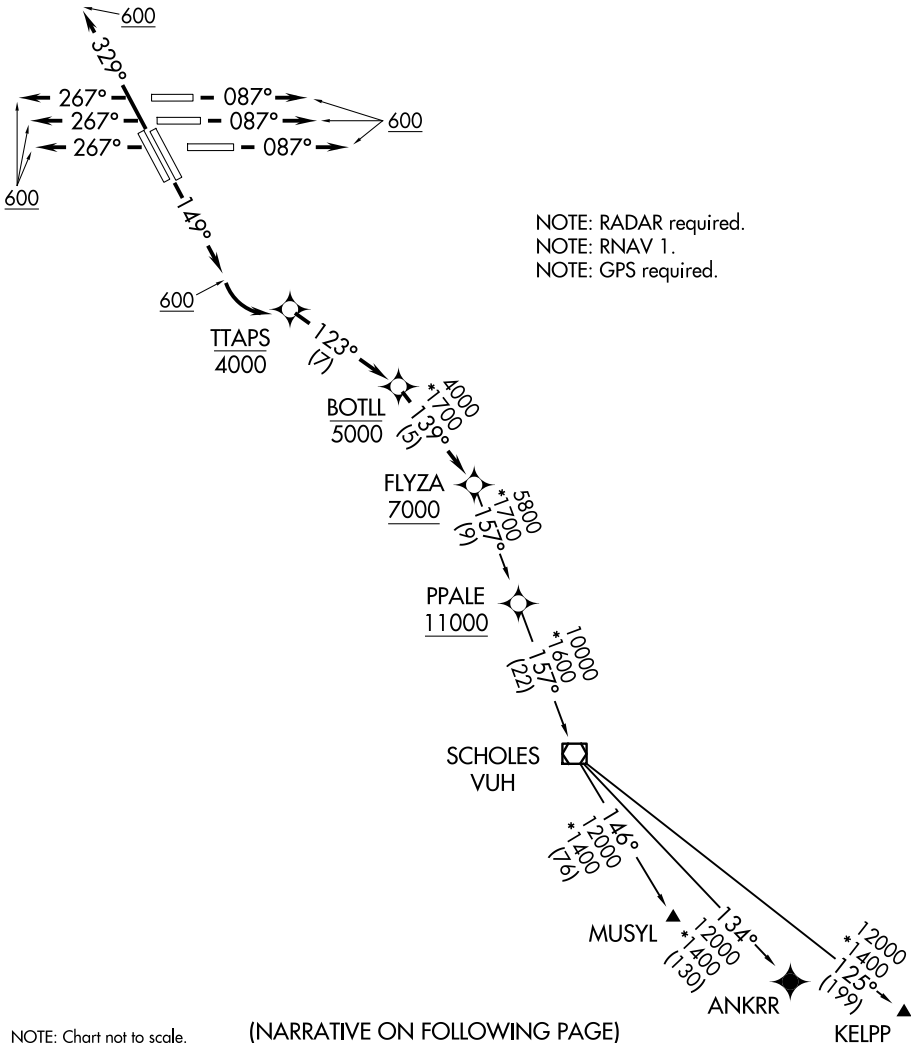 600
329°
267° 087°
267° 087°
267° 087°
600
600
149°
NOTE: RADAR required.
NOTE: RNAV 1.
NOTE: GPS required.
600
TTAPS
4000
123°
(7)
BOTLL
5000
4000
*1700
139°
(5)
FLYZA
7000
5800
*1700
157°
(9)
PPALE
11000
10000
*1600
157°
(22)
SCHOLES
VUH
146°
12000
*1400
(76)
MUSYL
134°
12000
*1400
(130)
ANKRR
12000
*1400
125°
(199)
KELPP
NOTE: Chart not to scale.
(NARRATIVE ON FOLLOWING PAGE)